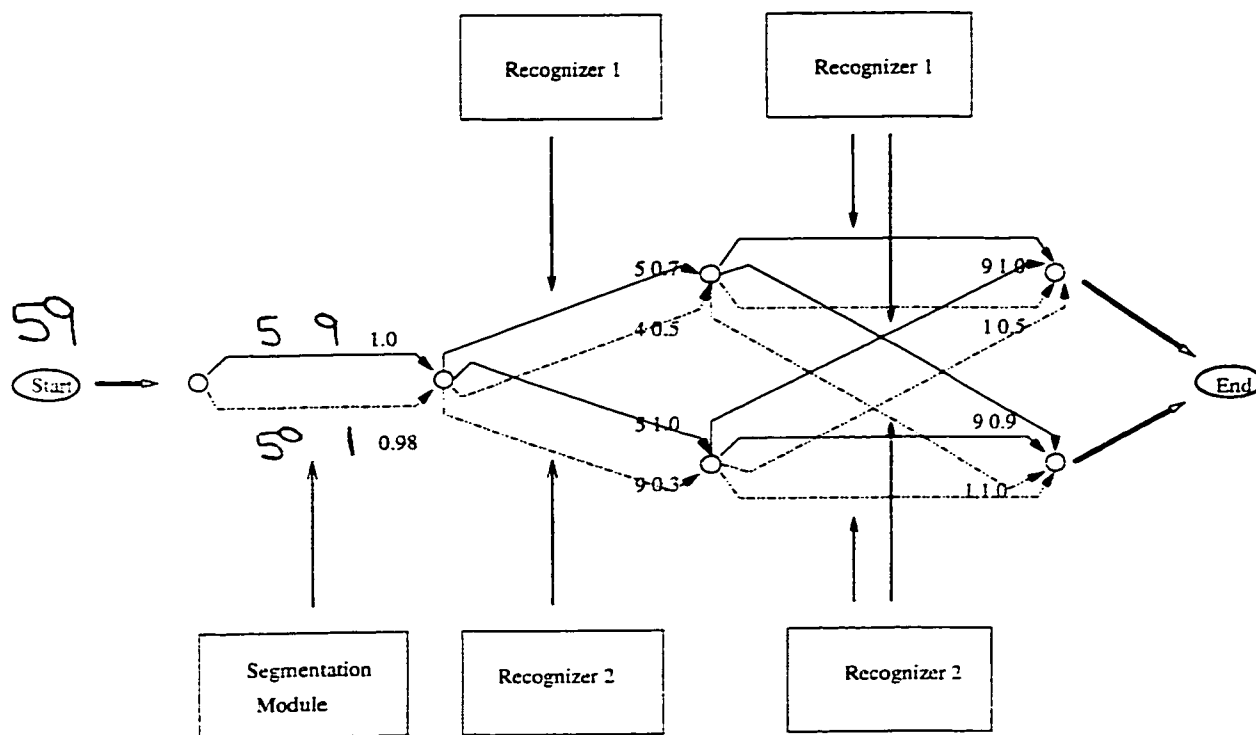 Recognizer 1
Recognizer 1
5 0.7
9 1.0
59
5 9
1.0
4 0.5
1 0.5
Start
End
5 1.0
9 0.9
50 1
0.98
9 0.3
1 1.0
Segmentation
Module
Recognizer 2
Recognizer 2